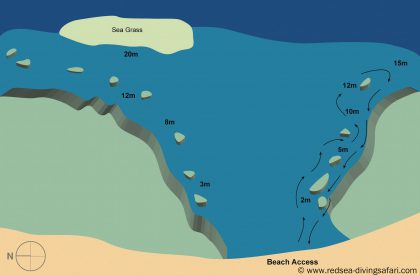 Sea Grass
20m
15m
12m
12m
10m
8m
5m
3m
2m
N
Beach Access
© www.redsea-divingsafari.com